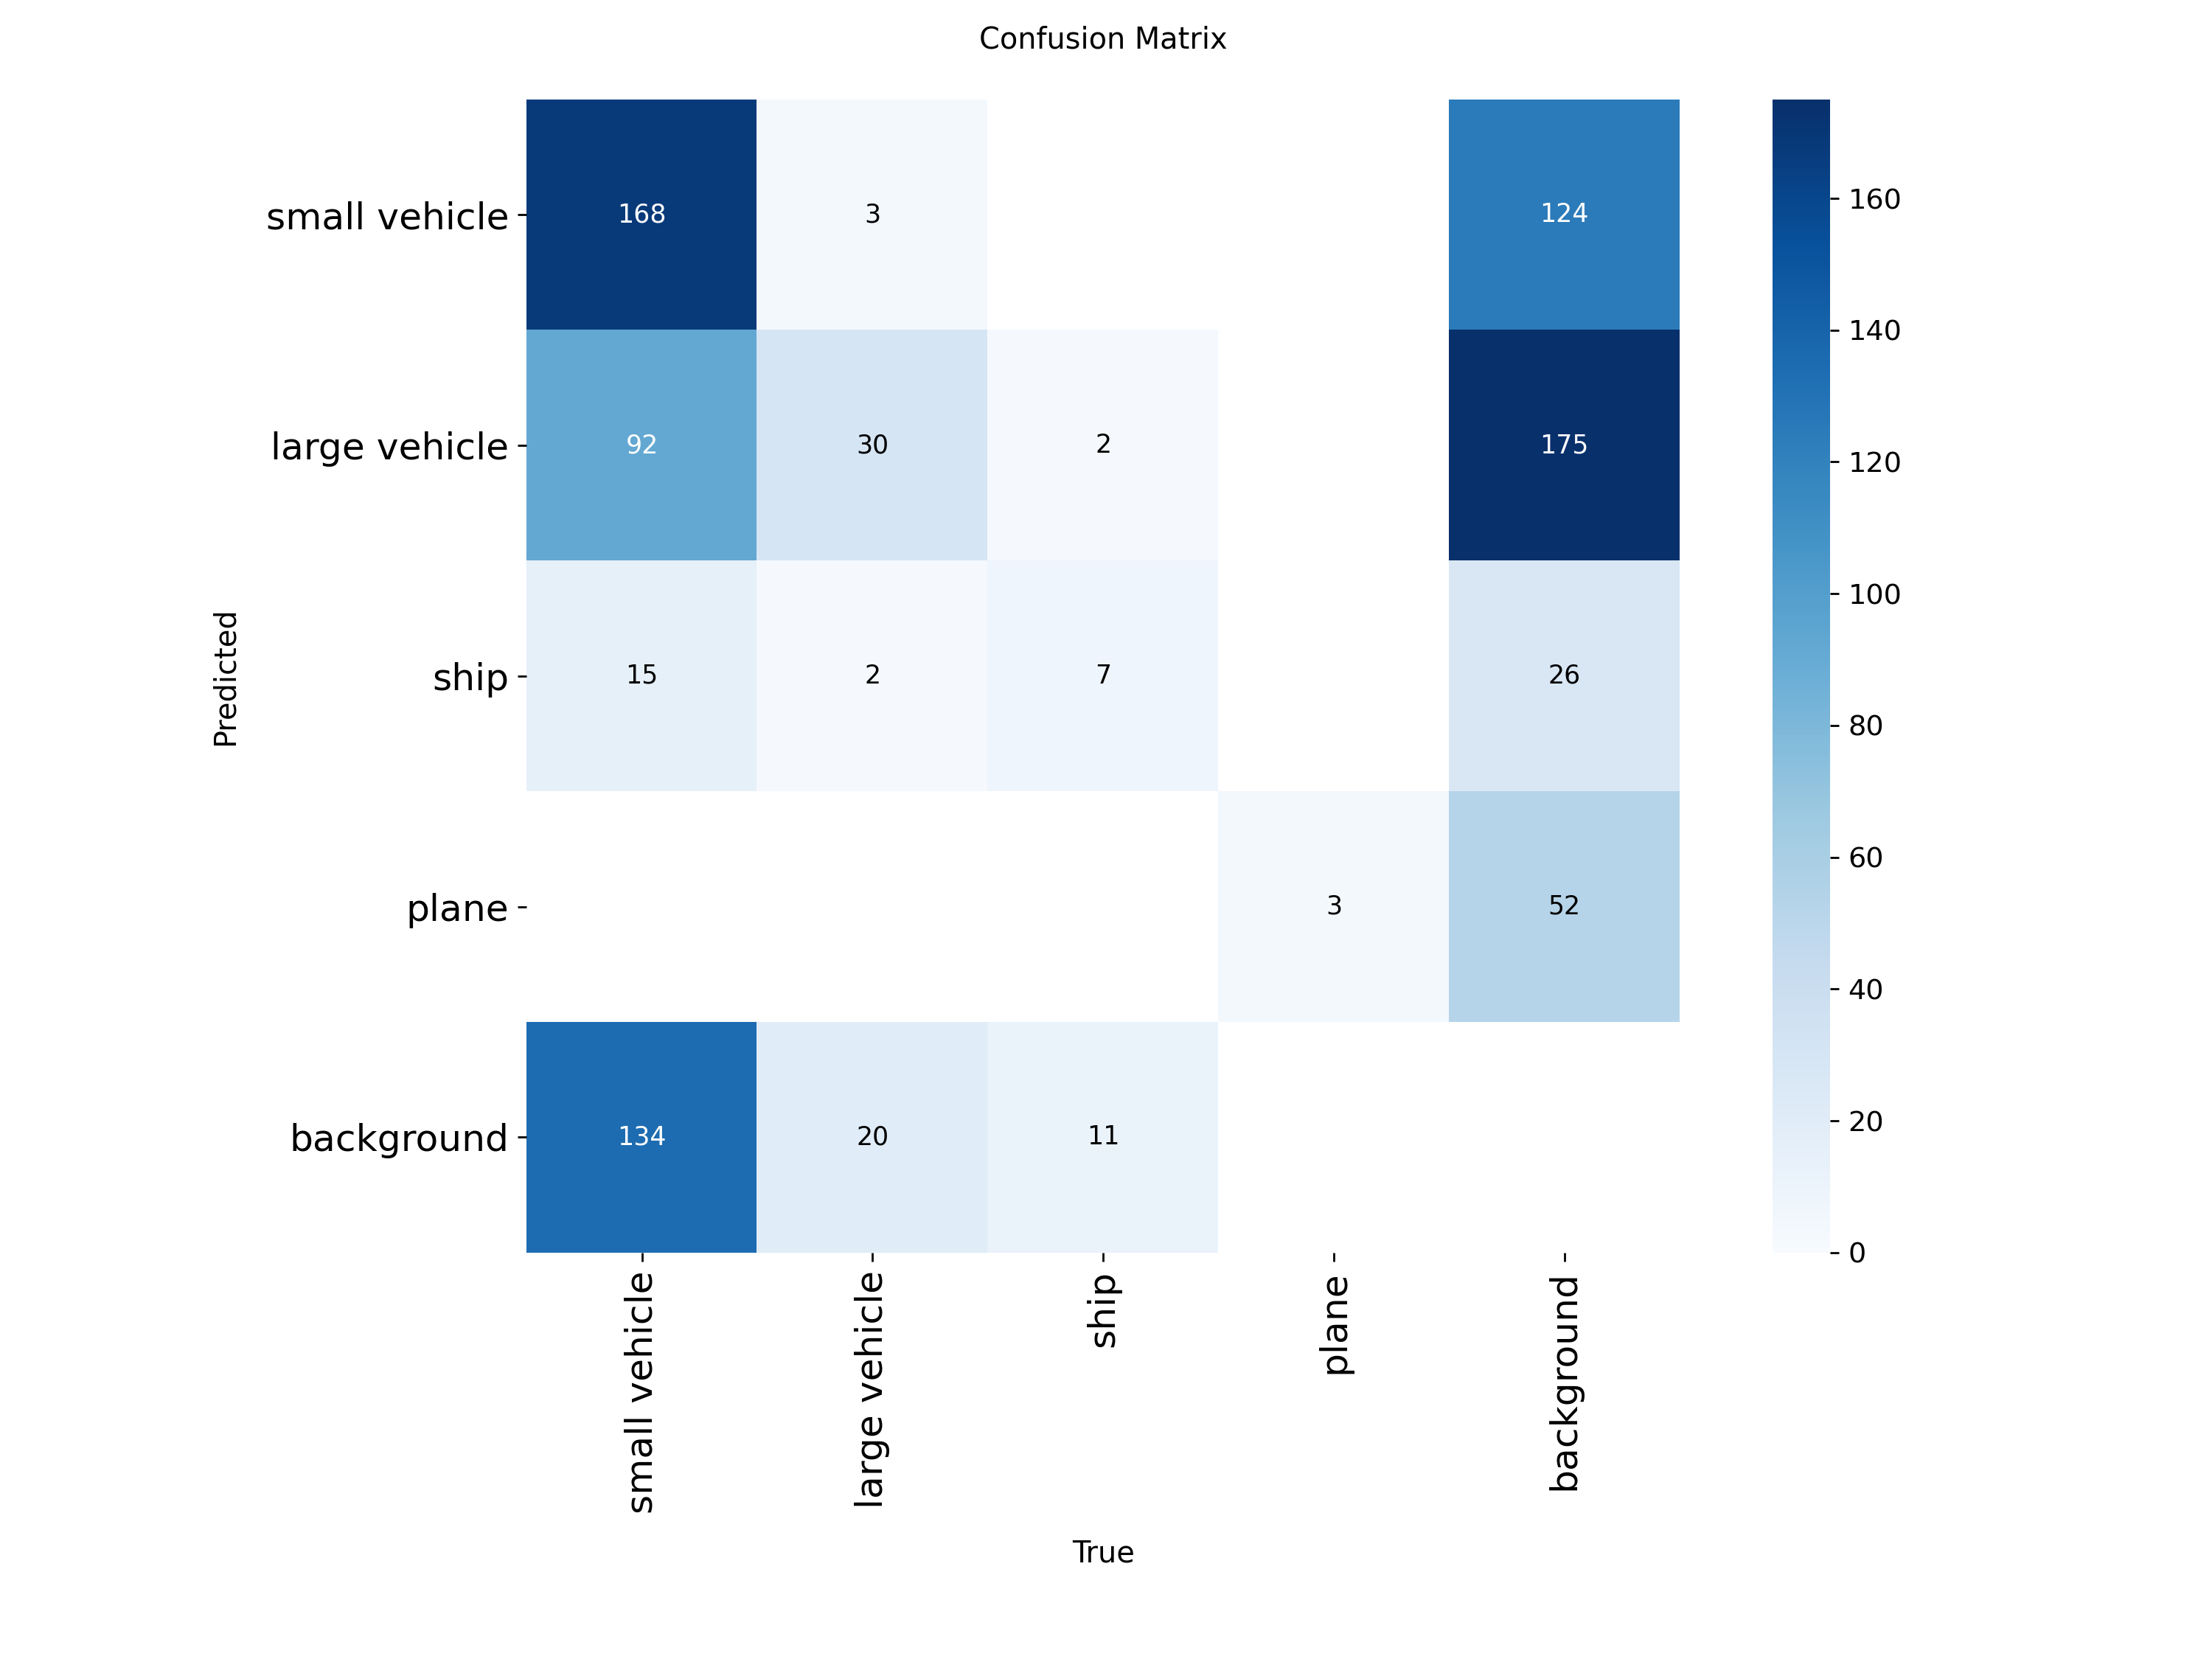 Confusion Matrix
small vehicle 168 3 124
large vehicle 92 30 2 175
ship 15 2 7 26
plane 3 52
background 134 20 11
Predicted
small vehicle
large vehicle
ship
plane
background
True
160
140
120
100
80
60
40
20
0